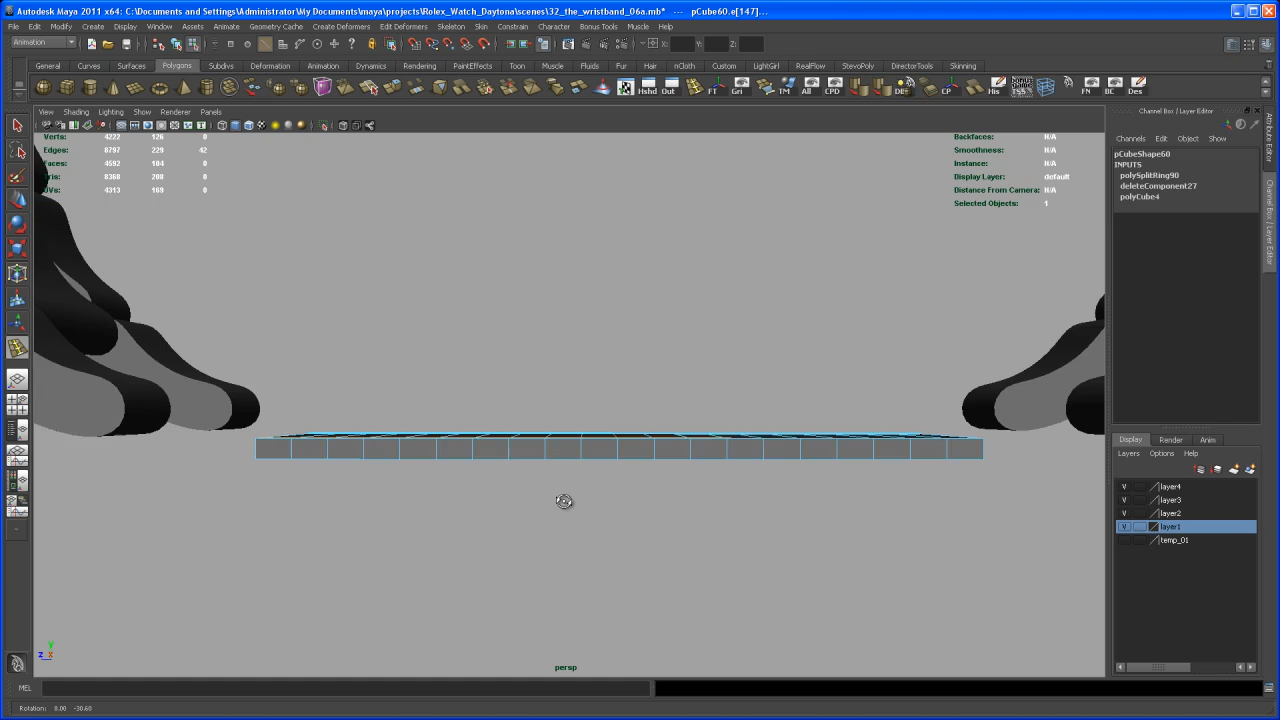 Autodesk Maya 2011 x64: C:\Documents and Settings\Administrator\My Documents\maya\projects\Rolex_Watch_Daytona\scenes\32_the_wristband_06a.mb* --- pCube60.e[147]...
File Edit Modify Create Display Window Assets Animate Geometry Cache Create Deformers Edit Deformers Skeleton Skin Constrain Character Bonus Tools Muscle Help
Animation X: Y: Z:
General Curves Surfaces Polygons Subdivs Deformation Animation Dynamics Rendering PaintEffects Toon Muscle Fluids Fur Hair nCloth Custom LightGirl RealFlow StevoPoly DirectorTools Skinning
Hshd Out FT Gri TM All CPD CP His FN BC Des
View Shading Lighting Show Renderer Panels
Channel Box / Layer Editor
Channels Edit Object Show
Verts: 4222 126 0
Edges: 8797 229 42
Faces: 4592 104 0
Tris: 8368 208 0
UVs: 4313 169 0
Backfaces: N/A
Smoothness: N/A
Instance: N/A
Display Layer: default
Distance From Camera: N/A
Selected Objects: 1
pCubeShape60
INPUTS
polySplitRing90
deleteComponent27
polyCube4
Attribute Editor
Channel Box / Layer Editor
Display Render Anim
Layers Options Help
V layer4
V layer3
V layer2
V layer1
temp_01
y
z x
persp
MEL
Rotation: 0.00 -30.60